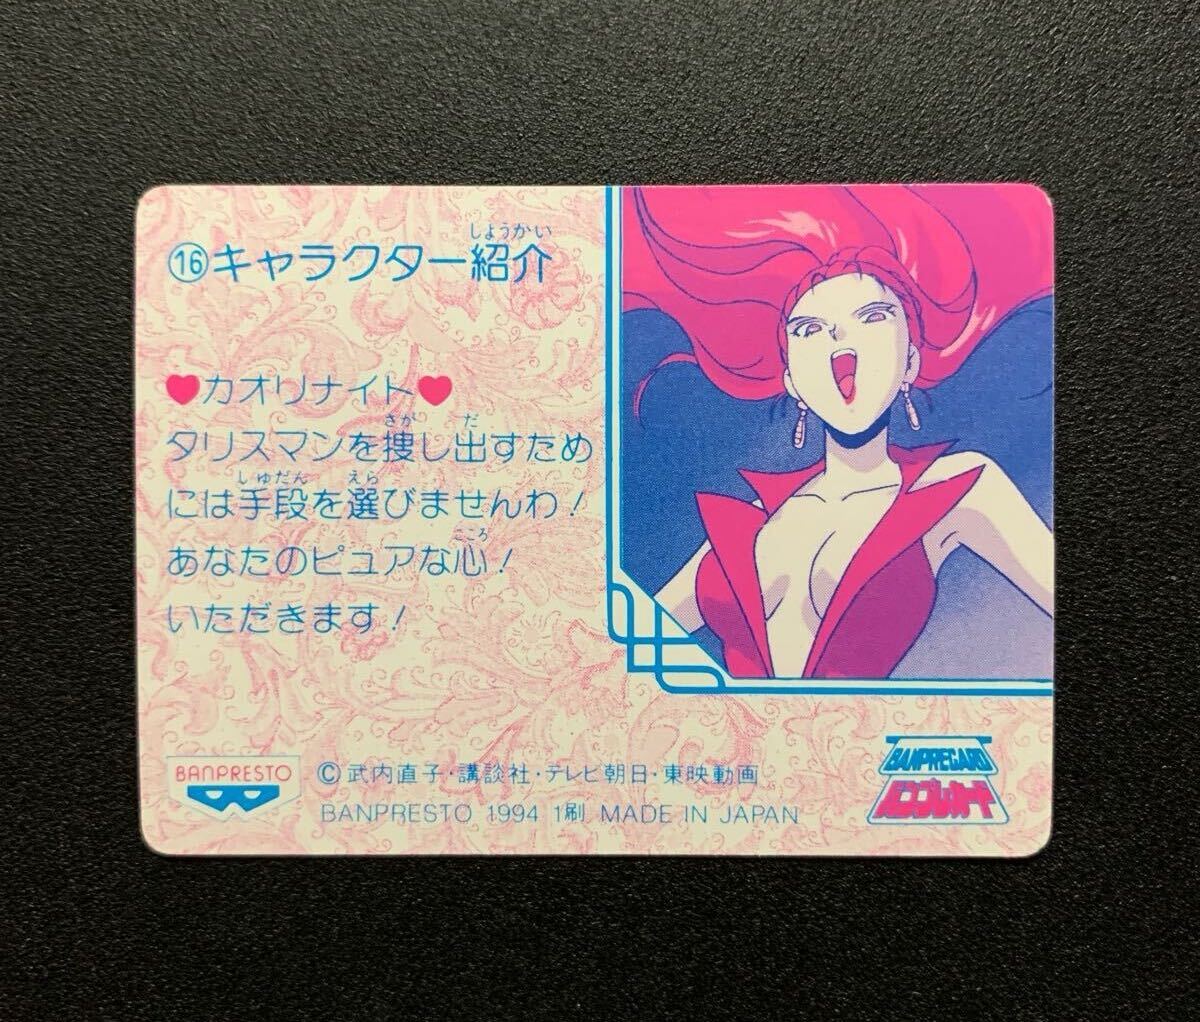 ⑯キャラクター紹介
しょうかい
♥カオリナイト♥
さが だ
タリスマンを捜し出すため
しゅだん えら
には手段を選びませんわ！
こころ
あなたのピュアな心！
いただきます！
BANPRESTO
©武内直子・講談社・テレビ朝日・東映動画
BANPRESTO 1994 1刷 MADE IN JAPAN
BANPRECARD
バンプレカード